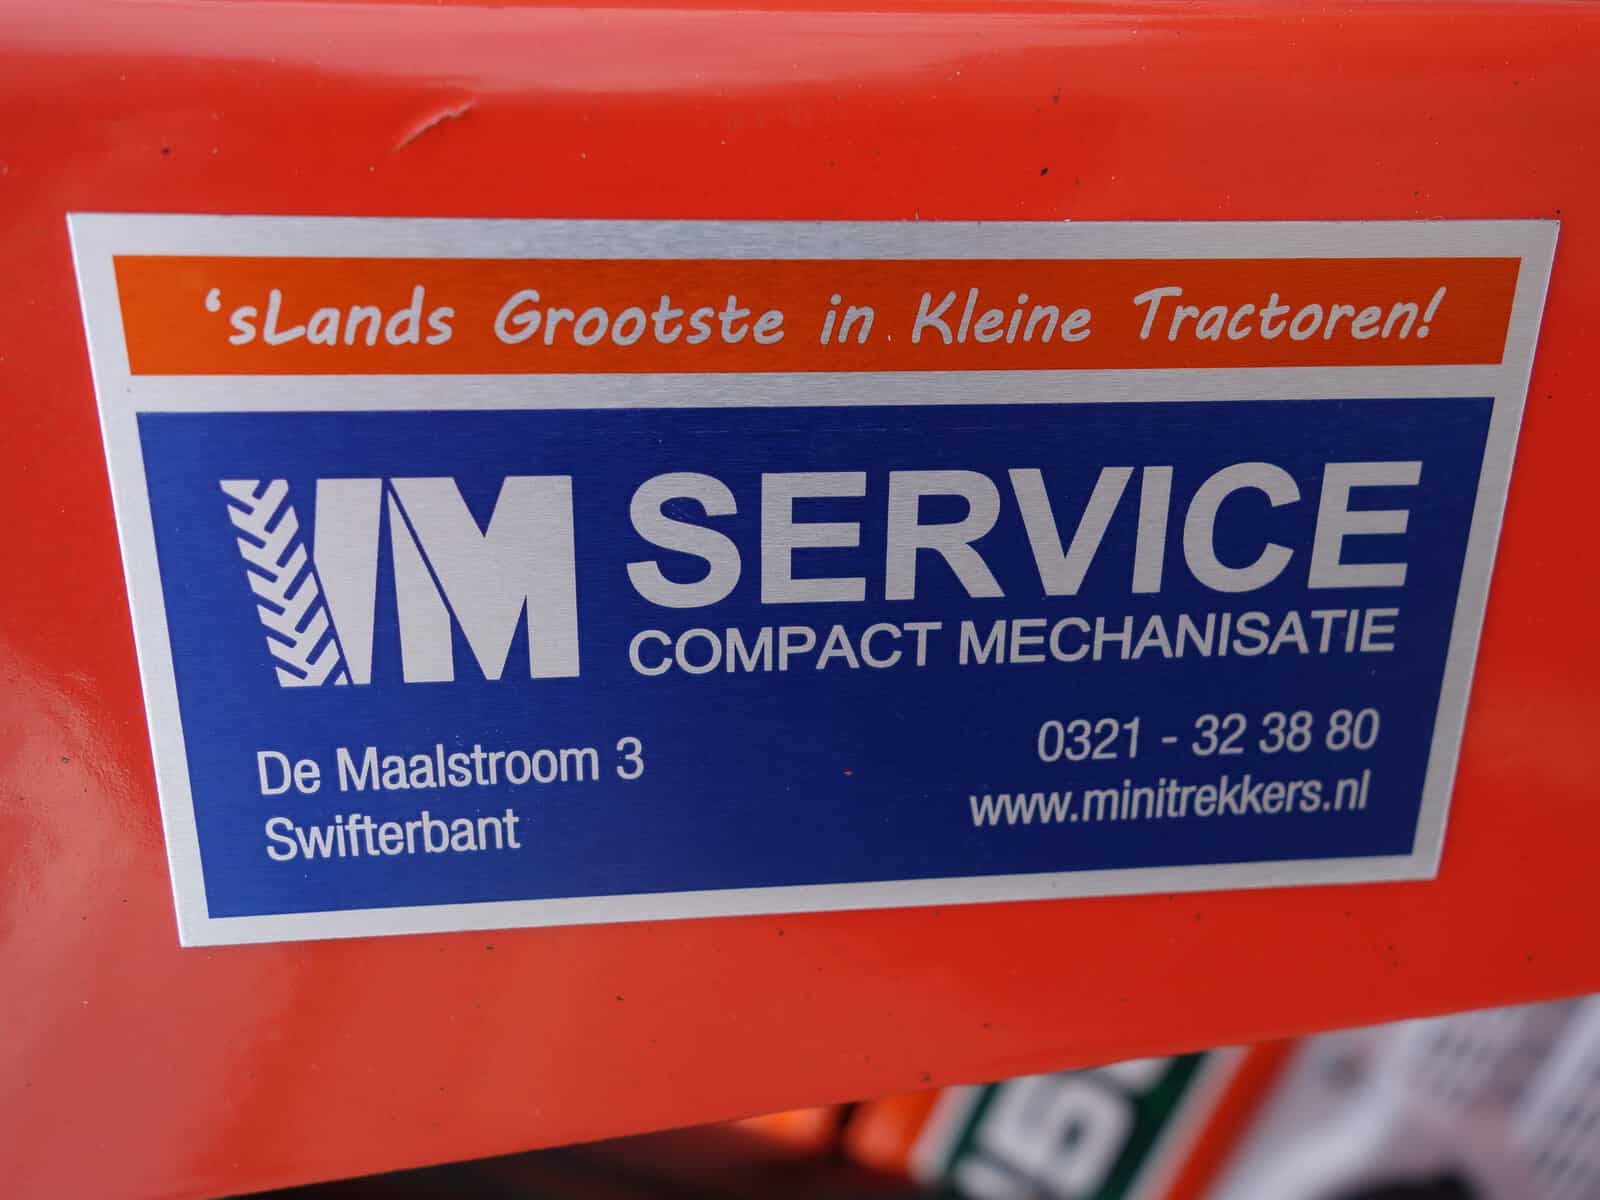 'sLands Grootste in Kleine Tractoren!
VM SERVICE
COMPACT MECHANISATIE
De Maalstroom 3
Swifterbant
0321 - 32 38 80
www.minitrekkers.nl